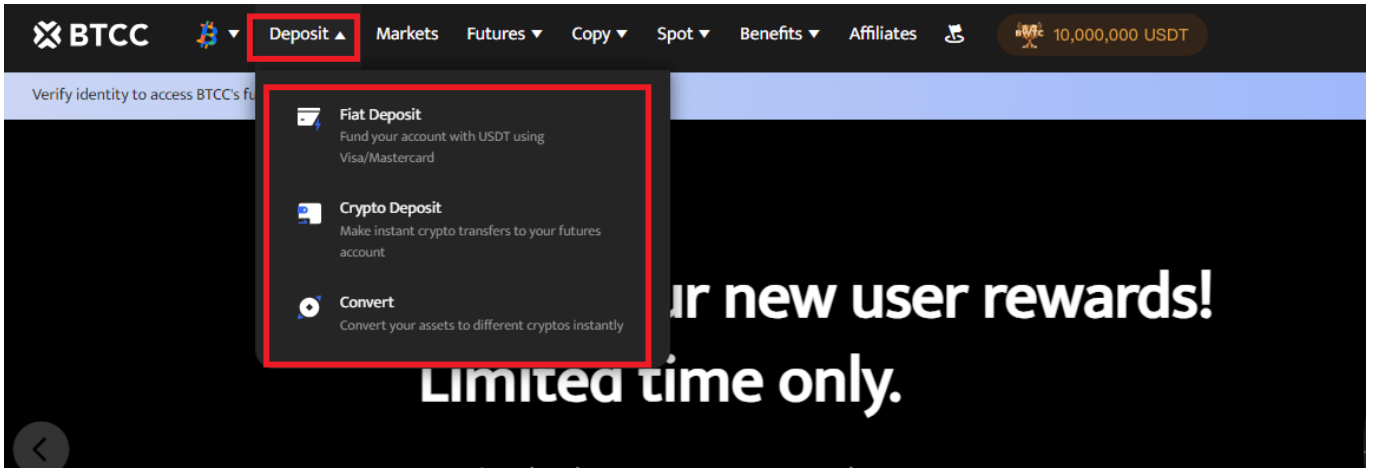 BTCC
Deposit ▲ Markets Futures ▼ Copy ▼ Spot ▼ Benefits ▼ Affiliates 10,000,000 USDT
Verify identity to access BTCC's
Fiat Deposit
Fund your account with USDT using
Visa/Mastercard
Crypto Deposit
Make instant crypto transfers to your futures
account
Convert
Convert your assets to different cryptos instantly
new user rewards!
Limited time only.